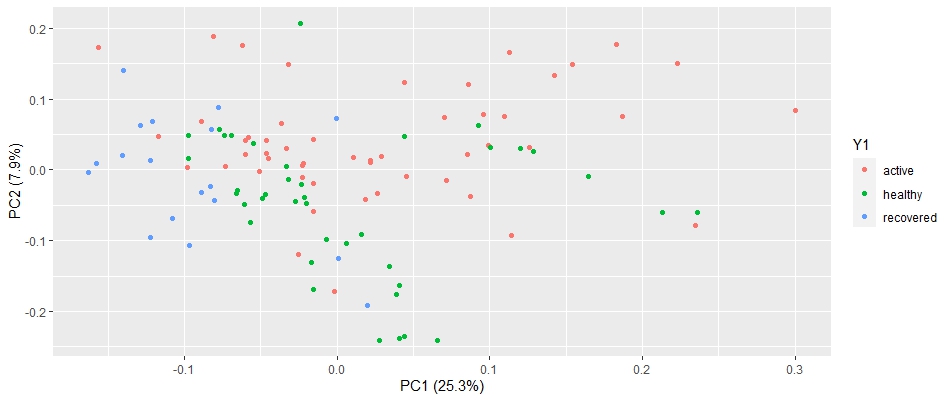 0.2
0.1
0.0
-0.1
-0.2
PC2 (7.9%)
-0.1
0.0
0.1
0.2
0.3
PC1 (25.3%)
Y1
active
healthy
recovered